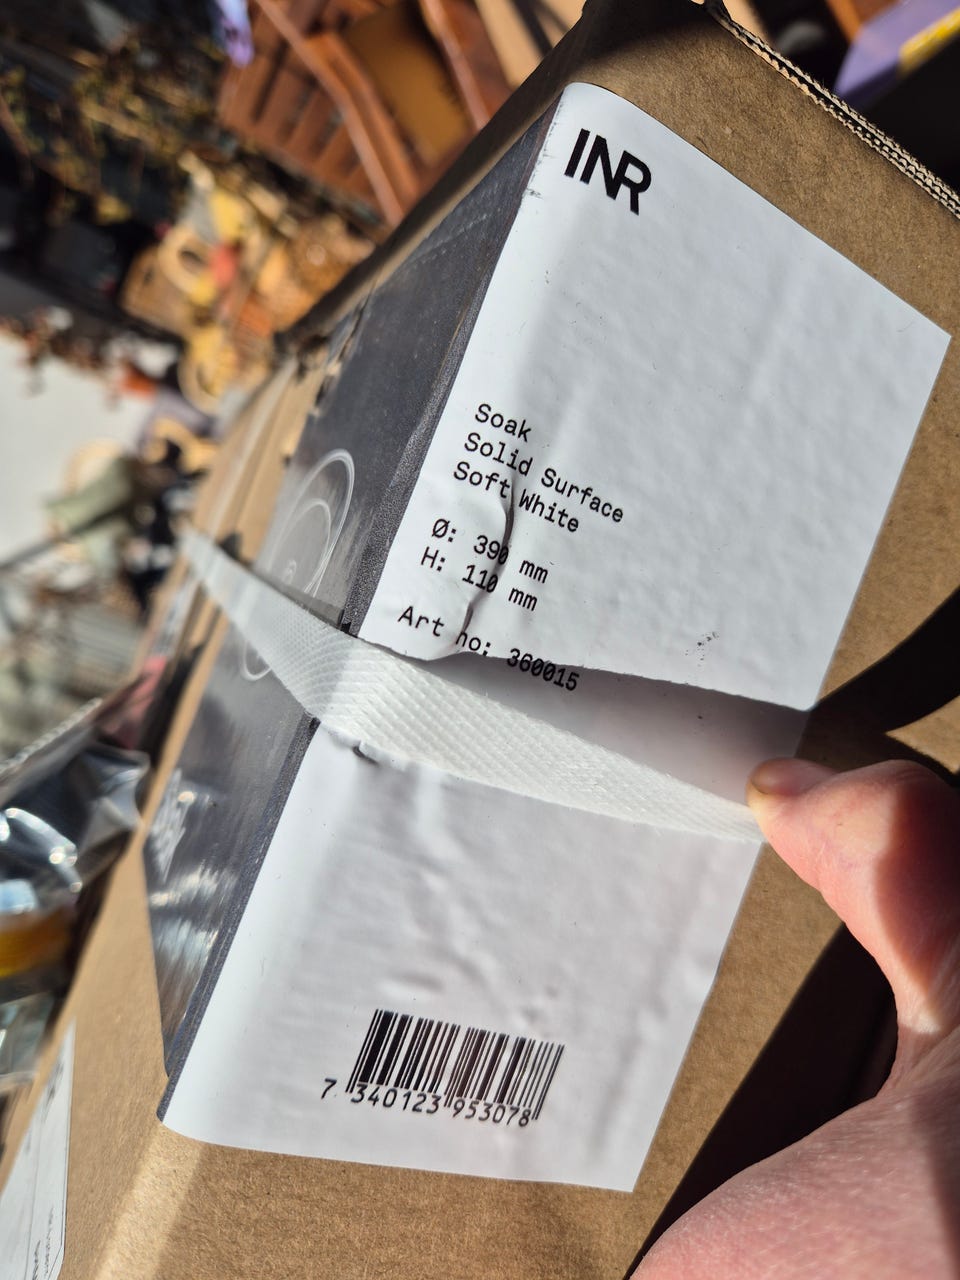 INR
Soak
Solid Surface
Soft White
Ø: 390 mm
H: 110 mm
Art no: 360015
7 340123 953078